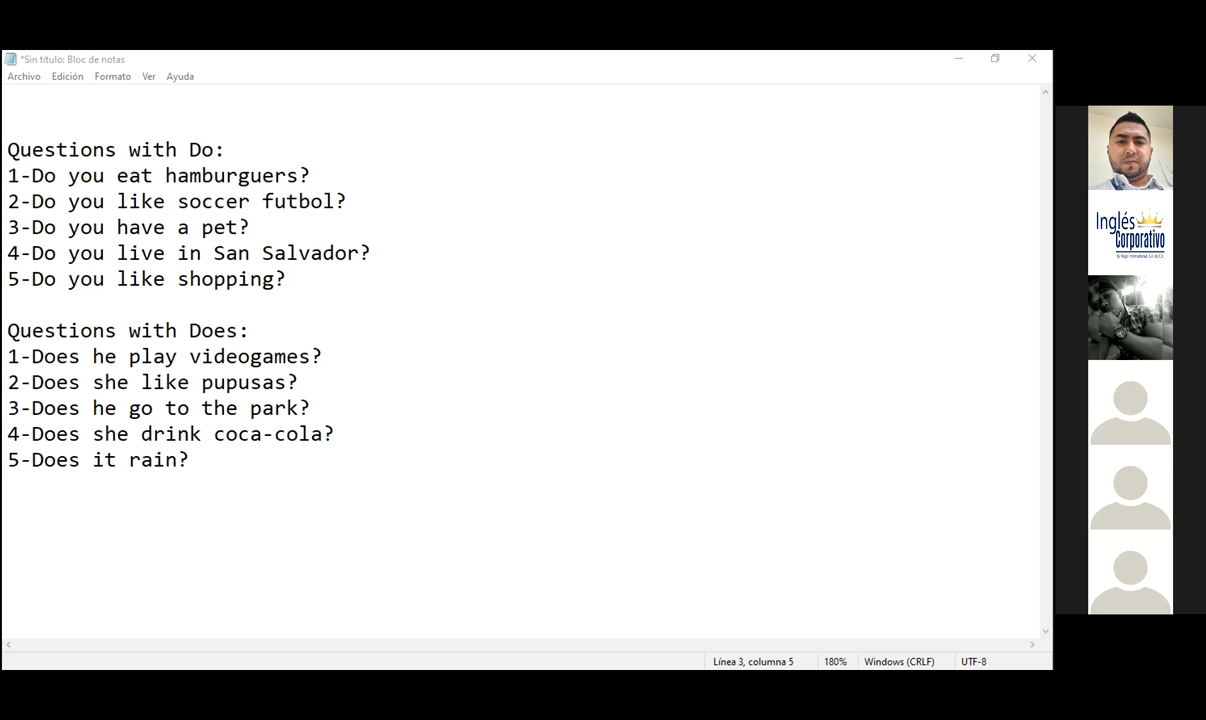 *Sin título: Bloc de notas
Archivo Edición Formato Ver Ayuda
Questions with Do:
1-Do you eat hamburguers?
2-Do you like soccer futbol?
3-Do you have a pet?
4-Do you live in San Salvador?
5-Do you like shopping?
Questions with Does:
1-Does he play videogames?
2-Does she like pupusas?
3-Does he go to the park?
4-Does she drink coca-cola?
5-Does it rain?
Inglés
Corporativo
Línea 3, columna 5 180% Windows (CRLF) UTF-8